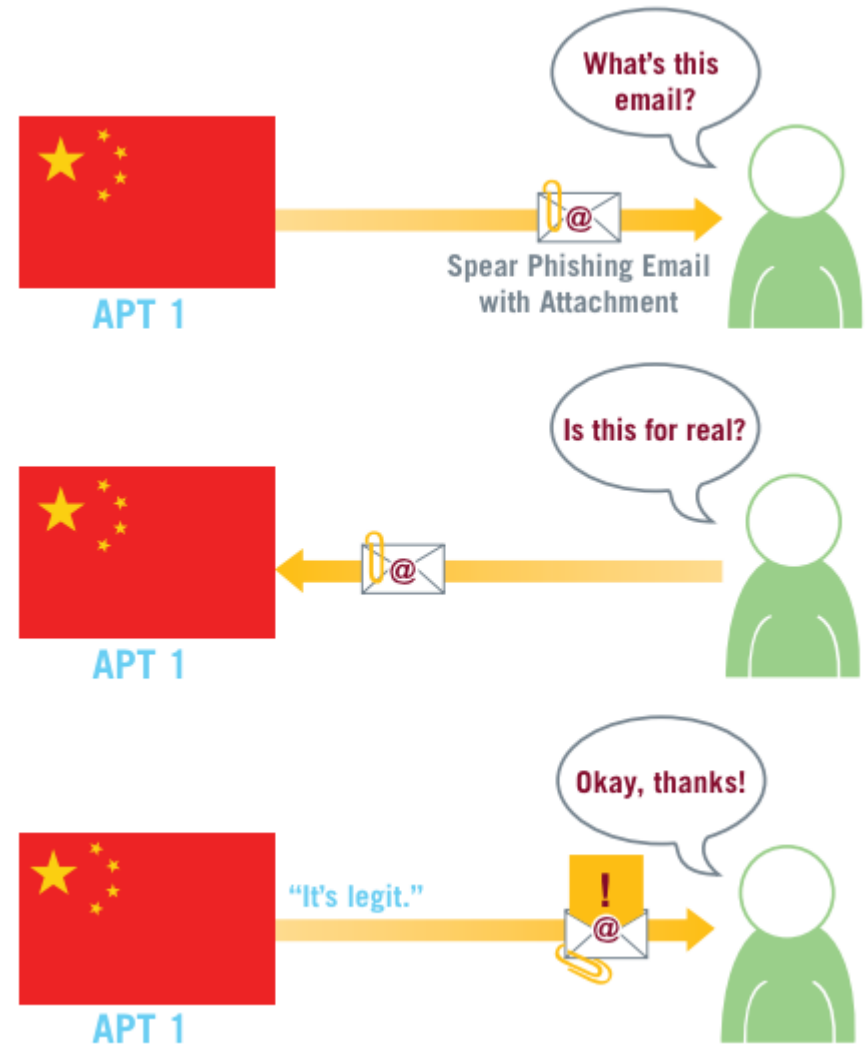 What's this
email?
@
Spear Phishing Email
with Attachment
APT 1
Is this for real?
@
APT 1
Okay, thanks!
“It's legit.”
!
@
APT 1